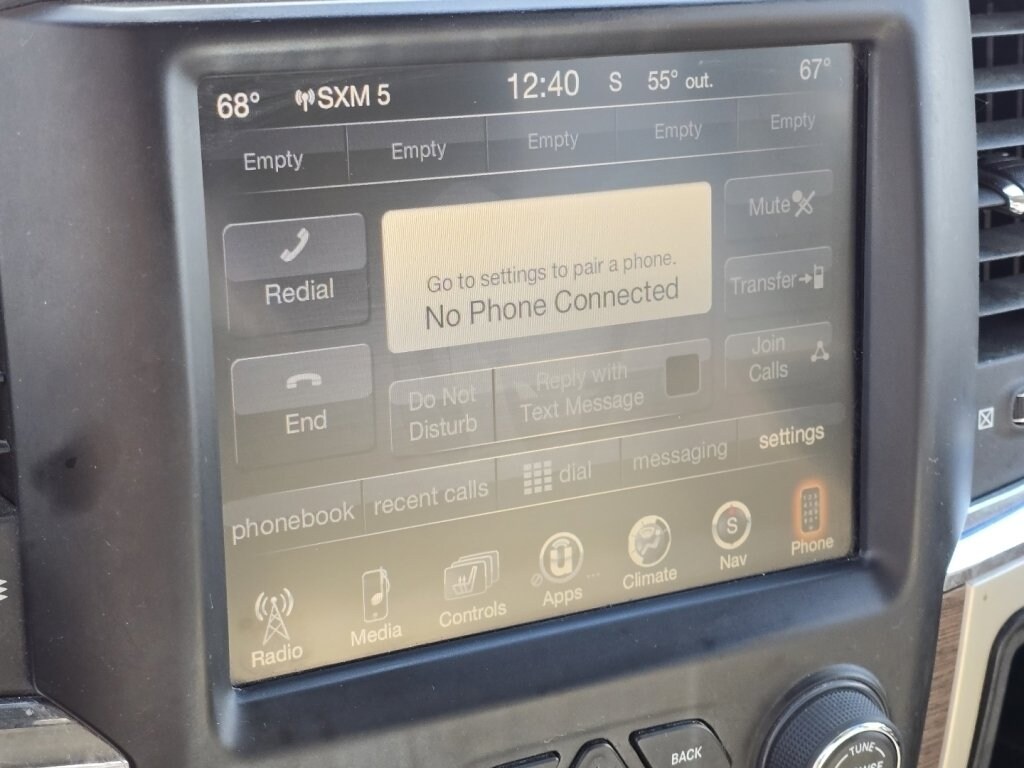 68° SXM 5 12:40 S 55° out. 67°
Empty Empty Empty Empty Empty
Redial
Go to settings to pair a phone.
No Phone Connected
Mute
Transfer
Join
Calls
End
Do Not
Disturb
Reply with
Text Message
phonebook recent calls dial messaging settings
Radio Media Controls Apps Climate Nav Phone
S
BACK
TUNE